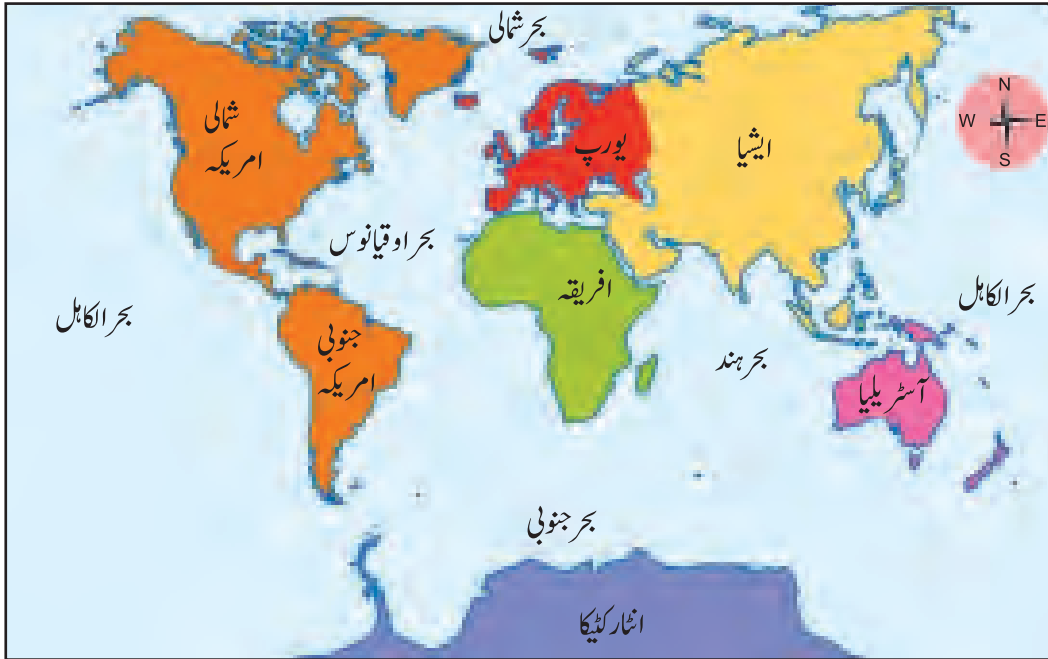 بحر شمالی
شمالی
امریکہ
یورپ
ایشیا
N
W
E
S
بحر اوقیانوس
افریقہ
بحر الکاہل
بحر الکاہل
جنوبی
امریکہ
بحر ہند
آسٹریلیا
بحر جنوبی
انٹارکٹیکا